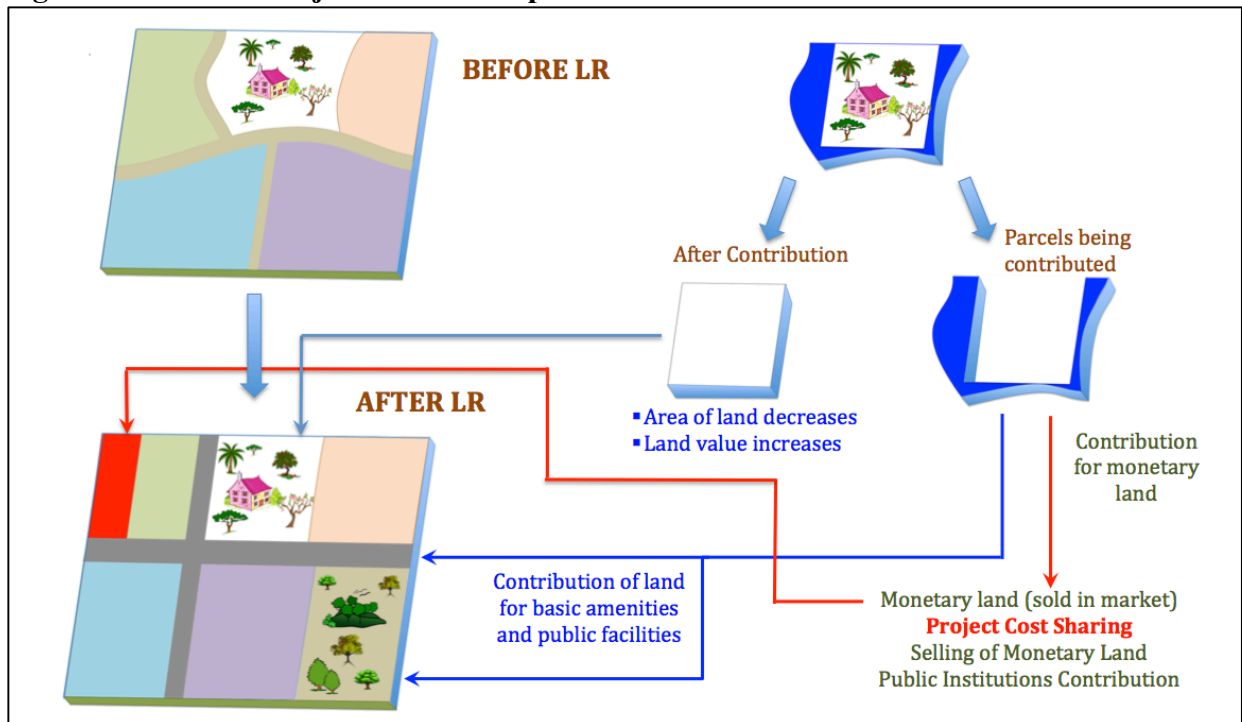 BEFORE LR
After Contribution
Parcels being
contributed
▪ Area of land decreases
▪ Land value increases
AFTER LR
Contribution
for monetary
land
Contribution of land
for basic amenities
and public facilities
Monetary land (sold in market)
Project Cost Sharing
Selling of Monetary Land
Public Institutions Contribution